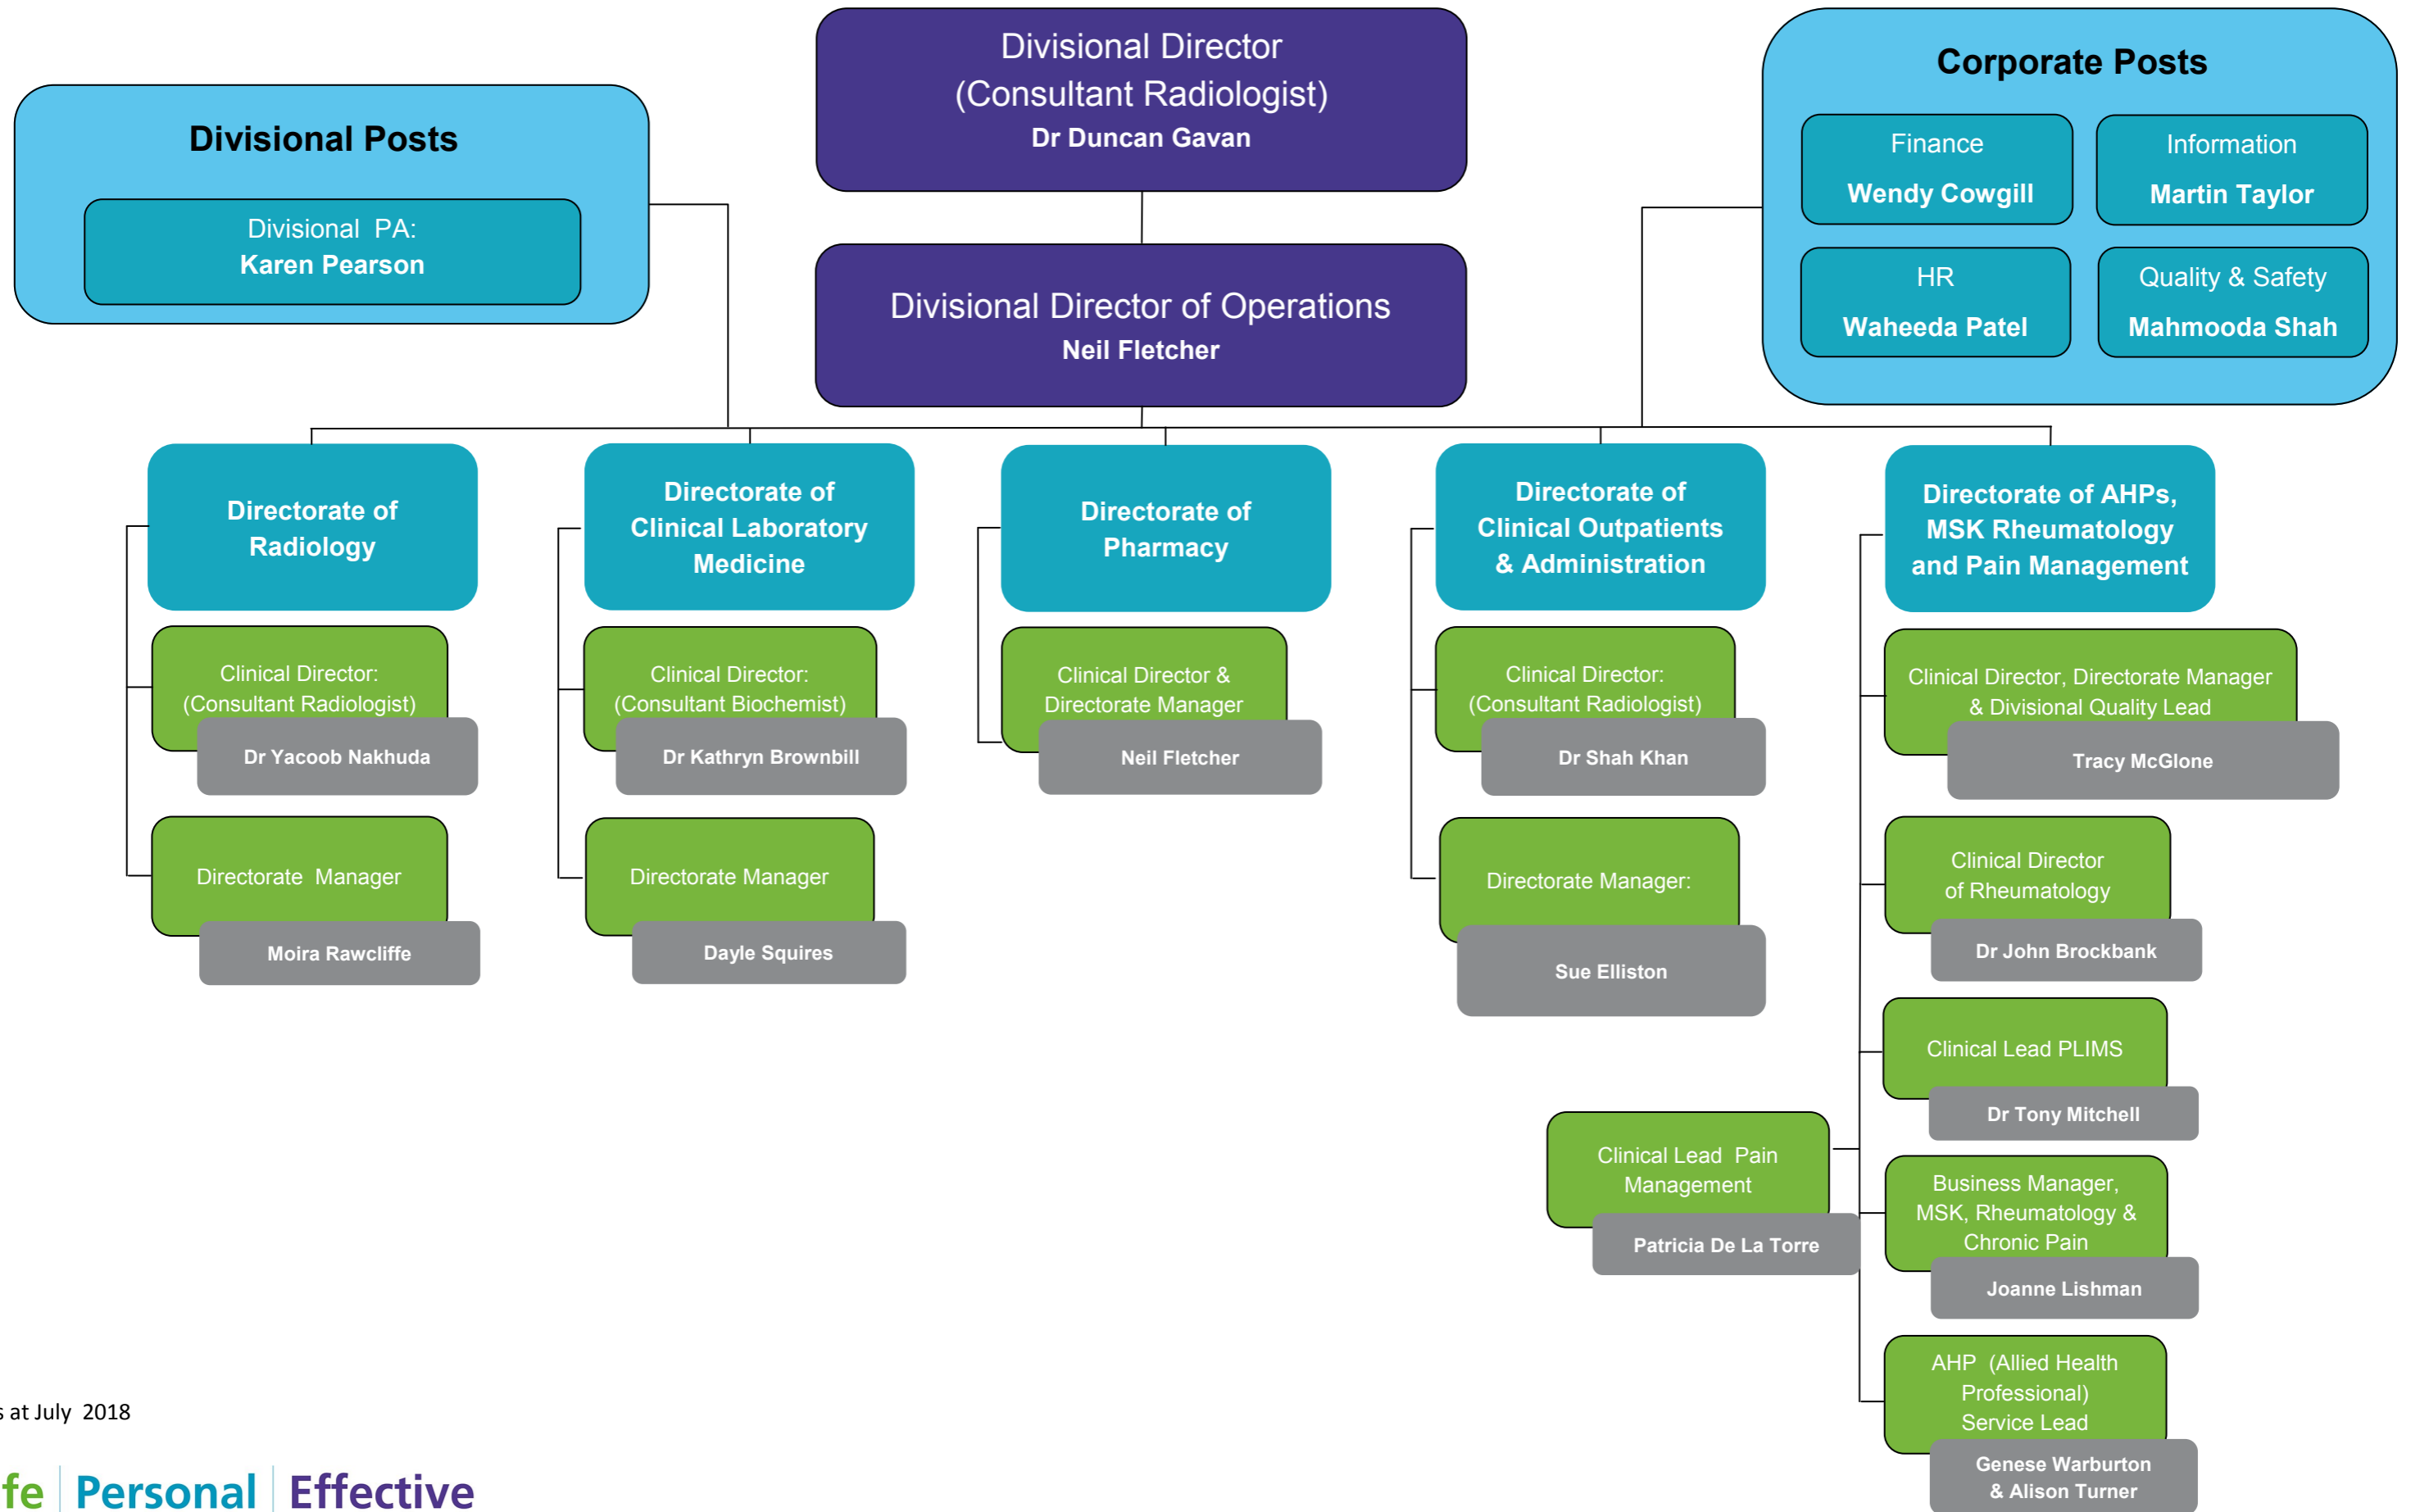 Divisional Director
(Consultant Radiologist)
Dr Duncan Gavan
Divisional Posts
Divisional PA:
Karen Pearson
Corporate Posts
Finance
Wendy Cowgill
Information
Martin Taylor
HR
Waheeda Patel
Quality & Safety
Mahmooda Shah
Divisional Director of Operations
Neil Fletcher
Directorate of
Radiology
Clinical Director:
(Consultant Radiologist)
Dr Yacoob Nakhuda
Directorate Manager
Moira Rawcliffe
Directorate of
Clinical Laboratory
Medicine
Clinical Director:
(Consultant Biochemist)
Dr Kathryn Brownbill
Directorate Manager
Dayle Squires
Directorate of
Pharmacy
Clinical Director &
Directorate Manager
Neil Fletcher
Directorate of
Clinical Outpatients
& Administration
Clinical Director:
(Consultant Radiologist)
Dr Shah Khan
Directorate Manager:
Sue Elliston
Directorate of AHPs,
MSK Rheumatology
and Pain Management
Clinical Director, Directorate Manager
& Divisional Quality Lead
Tracy McGlone
Clinical Director
of Rheumatology
Dr John Brockbank
Clinical Lead PLIMS
Dr Tony Mitchell
Clinical Lead Pain
Management
Patricia De La Torre
Business Manager,
MSK, Rheumatology &
Chronic Pain
Joanne Lishman
AHP (Allied Health
Professional)
Service Lead
Genese Warburton
& Alison Turner
s at July 2018
fe Personal Effective